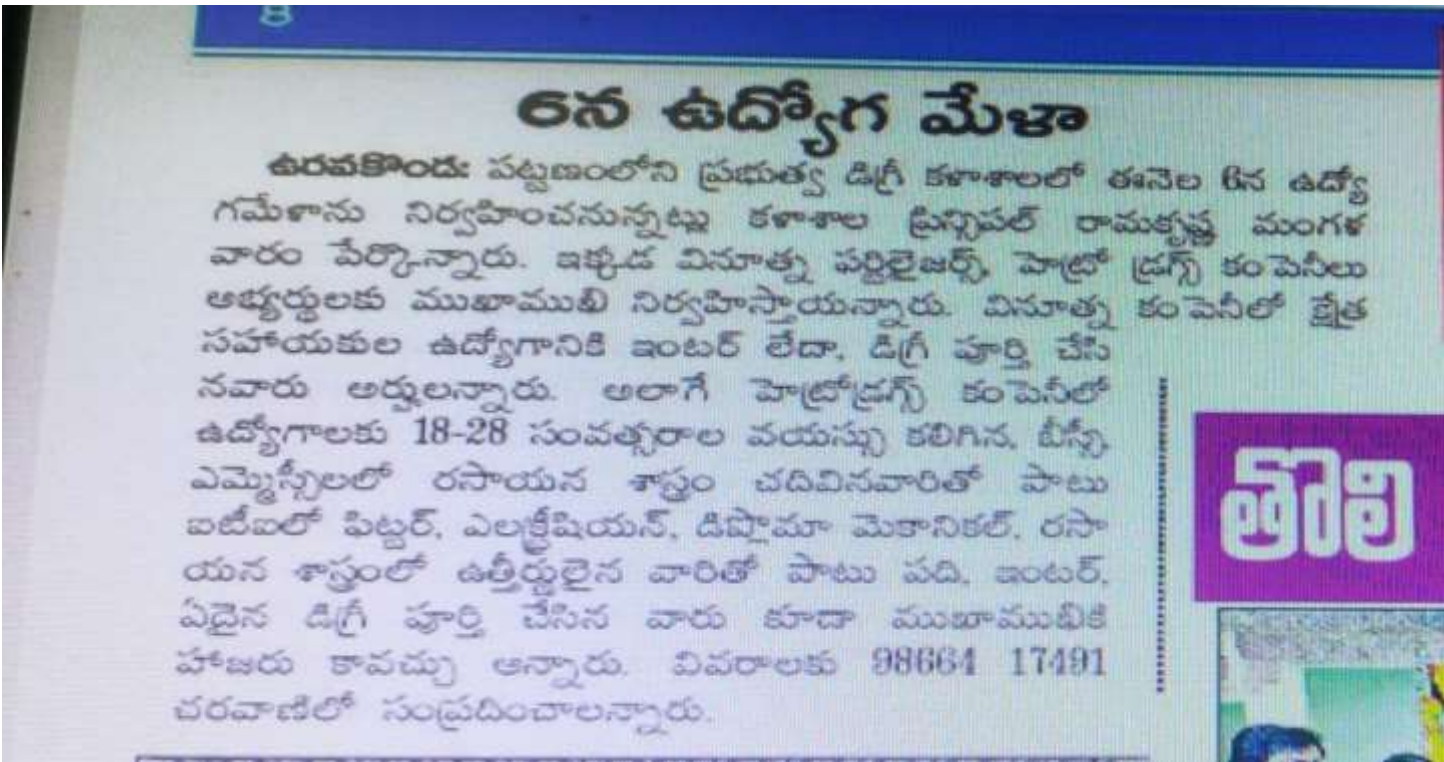 8
6న ఉద్యోగ మేళా
ఉరవకొండ: పట్టణంలోని ప్రభుత్వ డిగ్రీ కళాశాలలో ఈనెల 6న ఉద్యో
గమేళాను నిర్వహించనున్నట్లు కళాశాల ప్రిన్సిపల్ రామకృష్ణ మంగళ
వారం పేర్కొన్నారు. ఇక్కడ వినూత్న ఫర్టిలైజర్స్, హెట్రో డ్రగ్స్ కంపెనీలు
అభ్యర్థులకు ముఖాముఖి నిర్వహిస్తాయన్నారు. వినూత్న కంపెనీలో క్షేత్ర
సహాయకుల ఉద్యోగానికి ఇంటర్ లేదా, డిగ్రీ పూర్తి చేసి
నవారు అర్హులన్నారు. అలాగే హెట్రోడ్రగ్స్ కంపెనీలో
ఉద్యోగాలకు 18-28 సంవత్సరాల వయస్సు కలిగిన, బీస్సీ,
ఎమ్మెస్సీలలో రసాయన శాస్త్రం చదివినవారితో పాటు
ఐటీఐలో ఫిట్టర్, ఎలక్ట్రీషియన్, డిప్లొమా మెకానికల్, రసా
యన శాస్త్రంలో ఉత్తీర్ణులైన వారితో పాటు పది, ఇంటర్,
ఏదైన డిగ్రీ పూర్తి చేసిన వారు కూడా ముఖాముఖికి
హాజరు కావచ్చు అన్నారు. వివరాలకు 98664 17491
చరవాణిలో సంప్రదించాలన్నారు.
తొలి